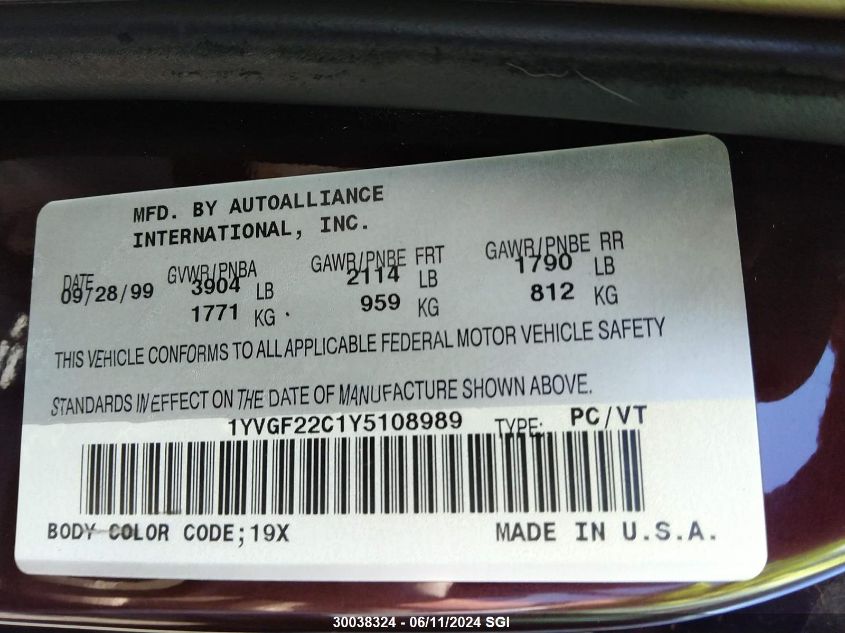 MFD. BY AUTOALLIANCE
INTERNATIONAL, INC.
DATE GVWR/PNBA GAWR/PNBE FRT GAWR/PNBE RR
09/28/99 3904 LB 2114 LB 1790 LB
1771 KG. 959 KG 812 KG
THIS VEHICLE CONFORMS TO ALL APPLICABLE FEDERAL MOTOR VEHICLE SAFETY
STANDARDS IN EFFECT ON THE DATE OF MANUFACTURE SHOWN ABOVE.
1YVGF22C1Y5108989 TYPE: PC/VT
BODY COLOR CODE;19X MADE IN U.S.A.
30038324 - 06/11/2024 SGI